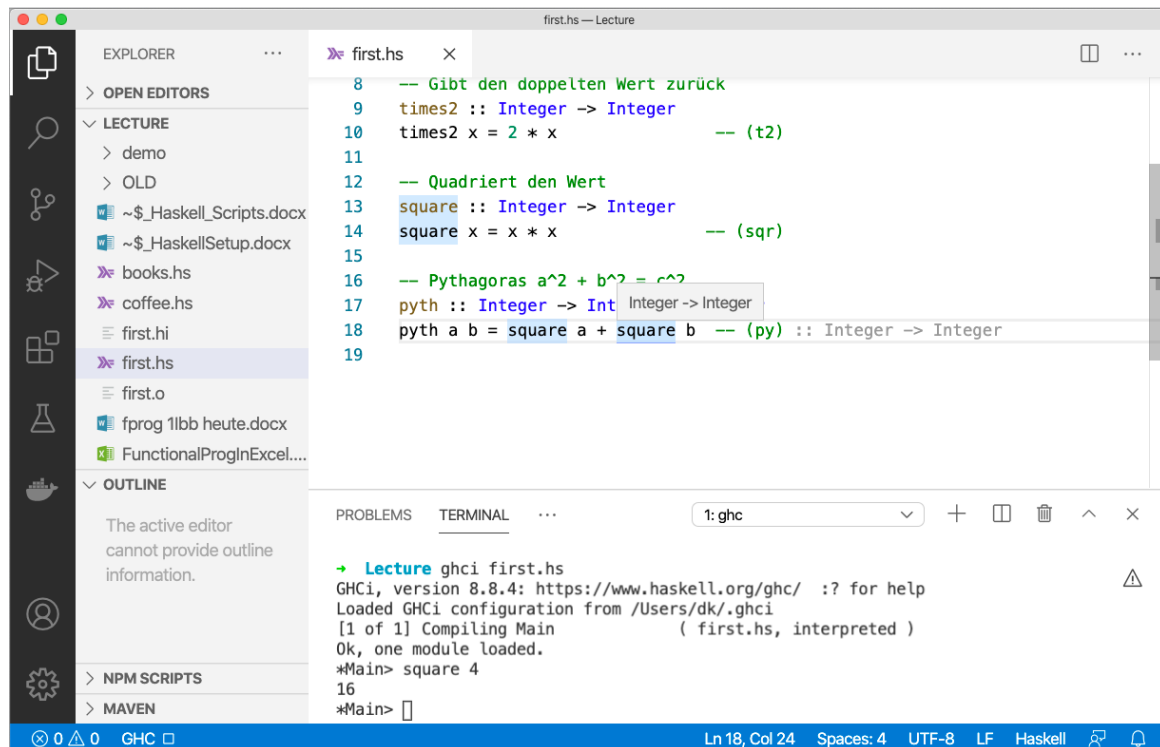 first.hs — Lecture
EXPLORER ...
> OPEN EDITORS
LECTURE
> demo
> OLD
~$_Haskell_Scripts.docx
~$_HaskellSetup.docx
books.hs
coffee.hs
first.hi
first.hs
first.o
fprog 1lbb heute.docx
FunctionalProgInExcel....
OUTLINE
The active editor
cannot provide outline
information.
> NPM SCRIPTS
> MAVEN
first.hs
8 -- Gibt den doppelten Wert zurück
9 times2 :: Integer -> Integer
10 times2 x = 2 * x -- (t2)
11
12 -- Quadriert den Wert
13 square :: Integer -> Integer
14 square x = x * x -- (sqr)
15
16 -- Pythagoras a^2 + b^2 = c^2
17 pyth :: Integer -> Int
Integer -> Integer
18 pyth a b = square a + square b -- (py) :: Integer -> Integer
19
PROBLEMS TERMINAL ... 1: ghc
→ Lecture ghci first.hs
GHCi, version 8.8.4: https://www.haskell.org/ghc/ :? for help
Loaded GHCi configuration from /Users/dk/.ghci
[1 of 1] Compiling Main ( first.hs, interpreted )
Ok, one module loaded.
*Main> square 4
16
*Main>
0 0 GHC Ln 18, Col 24 Spaces: 4 UTF-8 LF Haskell